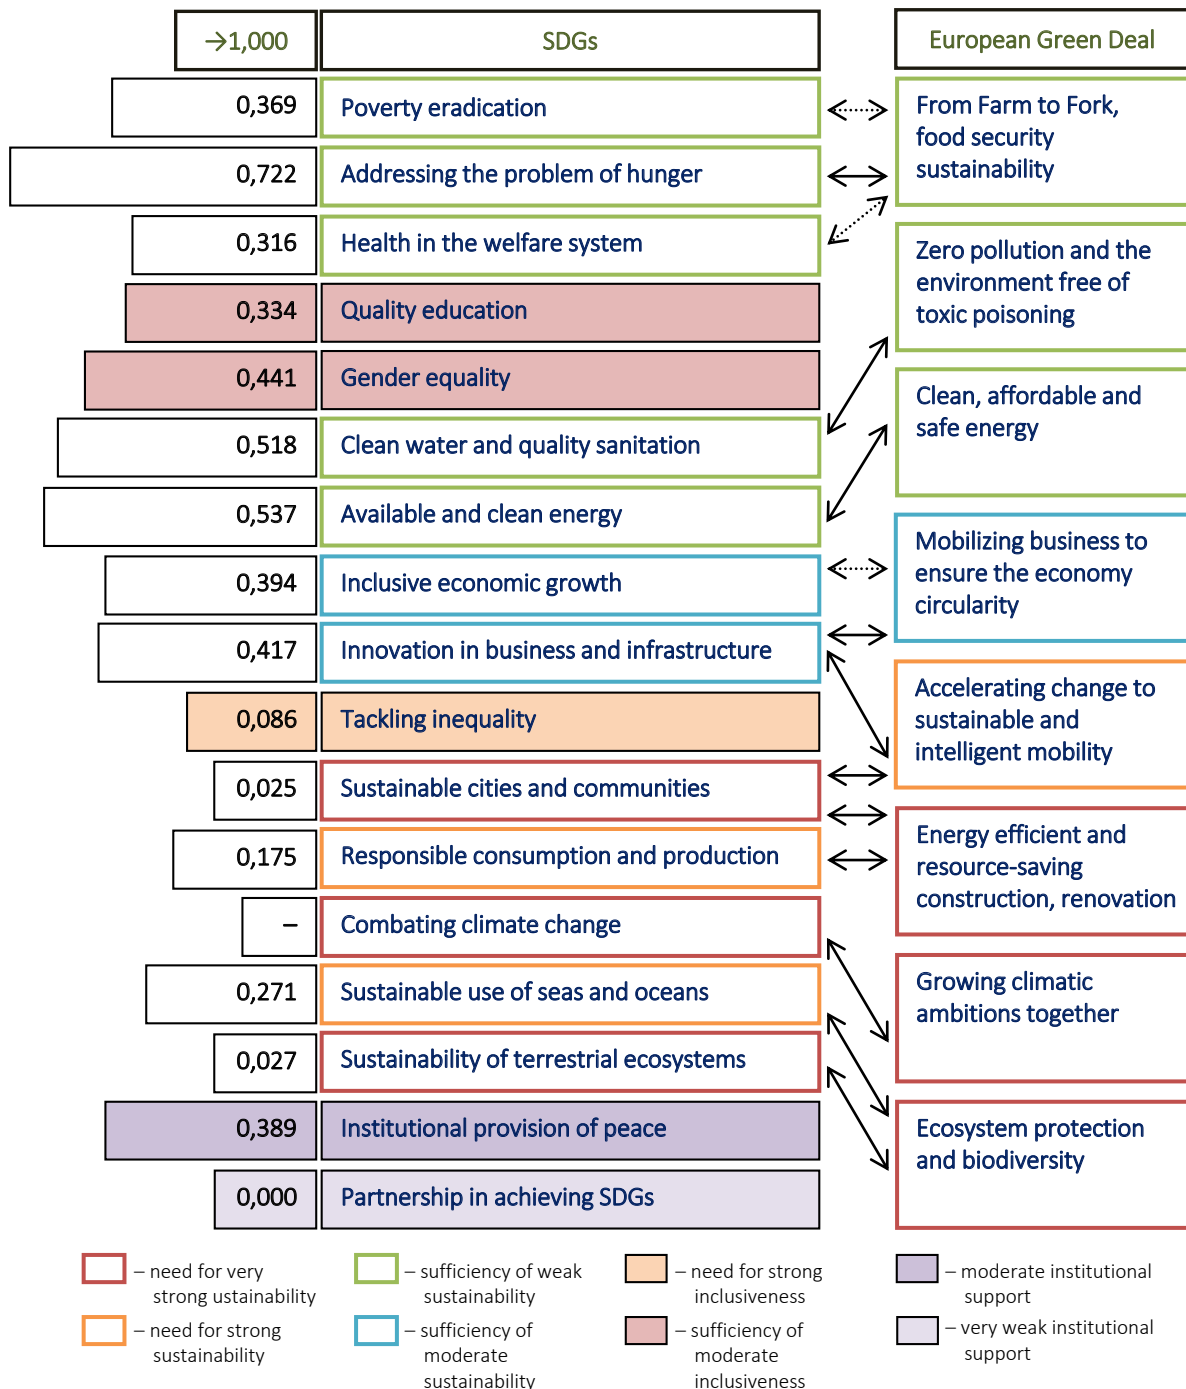 →1,000 SDGs European Green Deal
0,369 Poverty eradication
0,722 Addressing the problem of hunger
0,316 Health in the welfare system
0,334 Quality education
0,441 Gender equality
0,518 Clean water and quality sanitation
0,537 Available and clean energy
0,394 Inclusive economic growth
0,417 Innovation in business and infrastructure
0,086 Tackling inequality
0,025 Sustainable cities and communities
0,175 Responsible consumption and production
– Combating climate change
0,271 Sustainable use of seas and oceans
0,027 Sustainability of terrestrial ecosystems
0,389 Institutional provision of peace
0,000 Partnership in achieving SDGs
From Farm to Fork,
food security
sustainability
Zero pollution and the
environment free of
toxic poisoning
Clean, affordable and
safe energy
Mobilizing business to
ensure the economy
circularity
Accelerating change to
sustainable and
intelligent mobility
Energy efficient and
resource-saving
construction, renovation
Growing climatic
ambitions together
Ecosystem protection
and biodiversity
– need for very
strong ustainability
– need for strong
sustainability
– sufficiency of weak
sustainability
– sufficiency of
moderate
sustainability
– need for strong
inclusiveness
– sufficiency of
moderate
inclusiveness
– moderate institutional
support
– very weak institutional
support